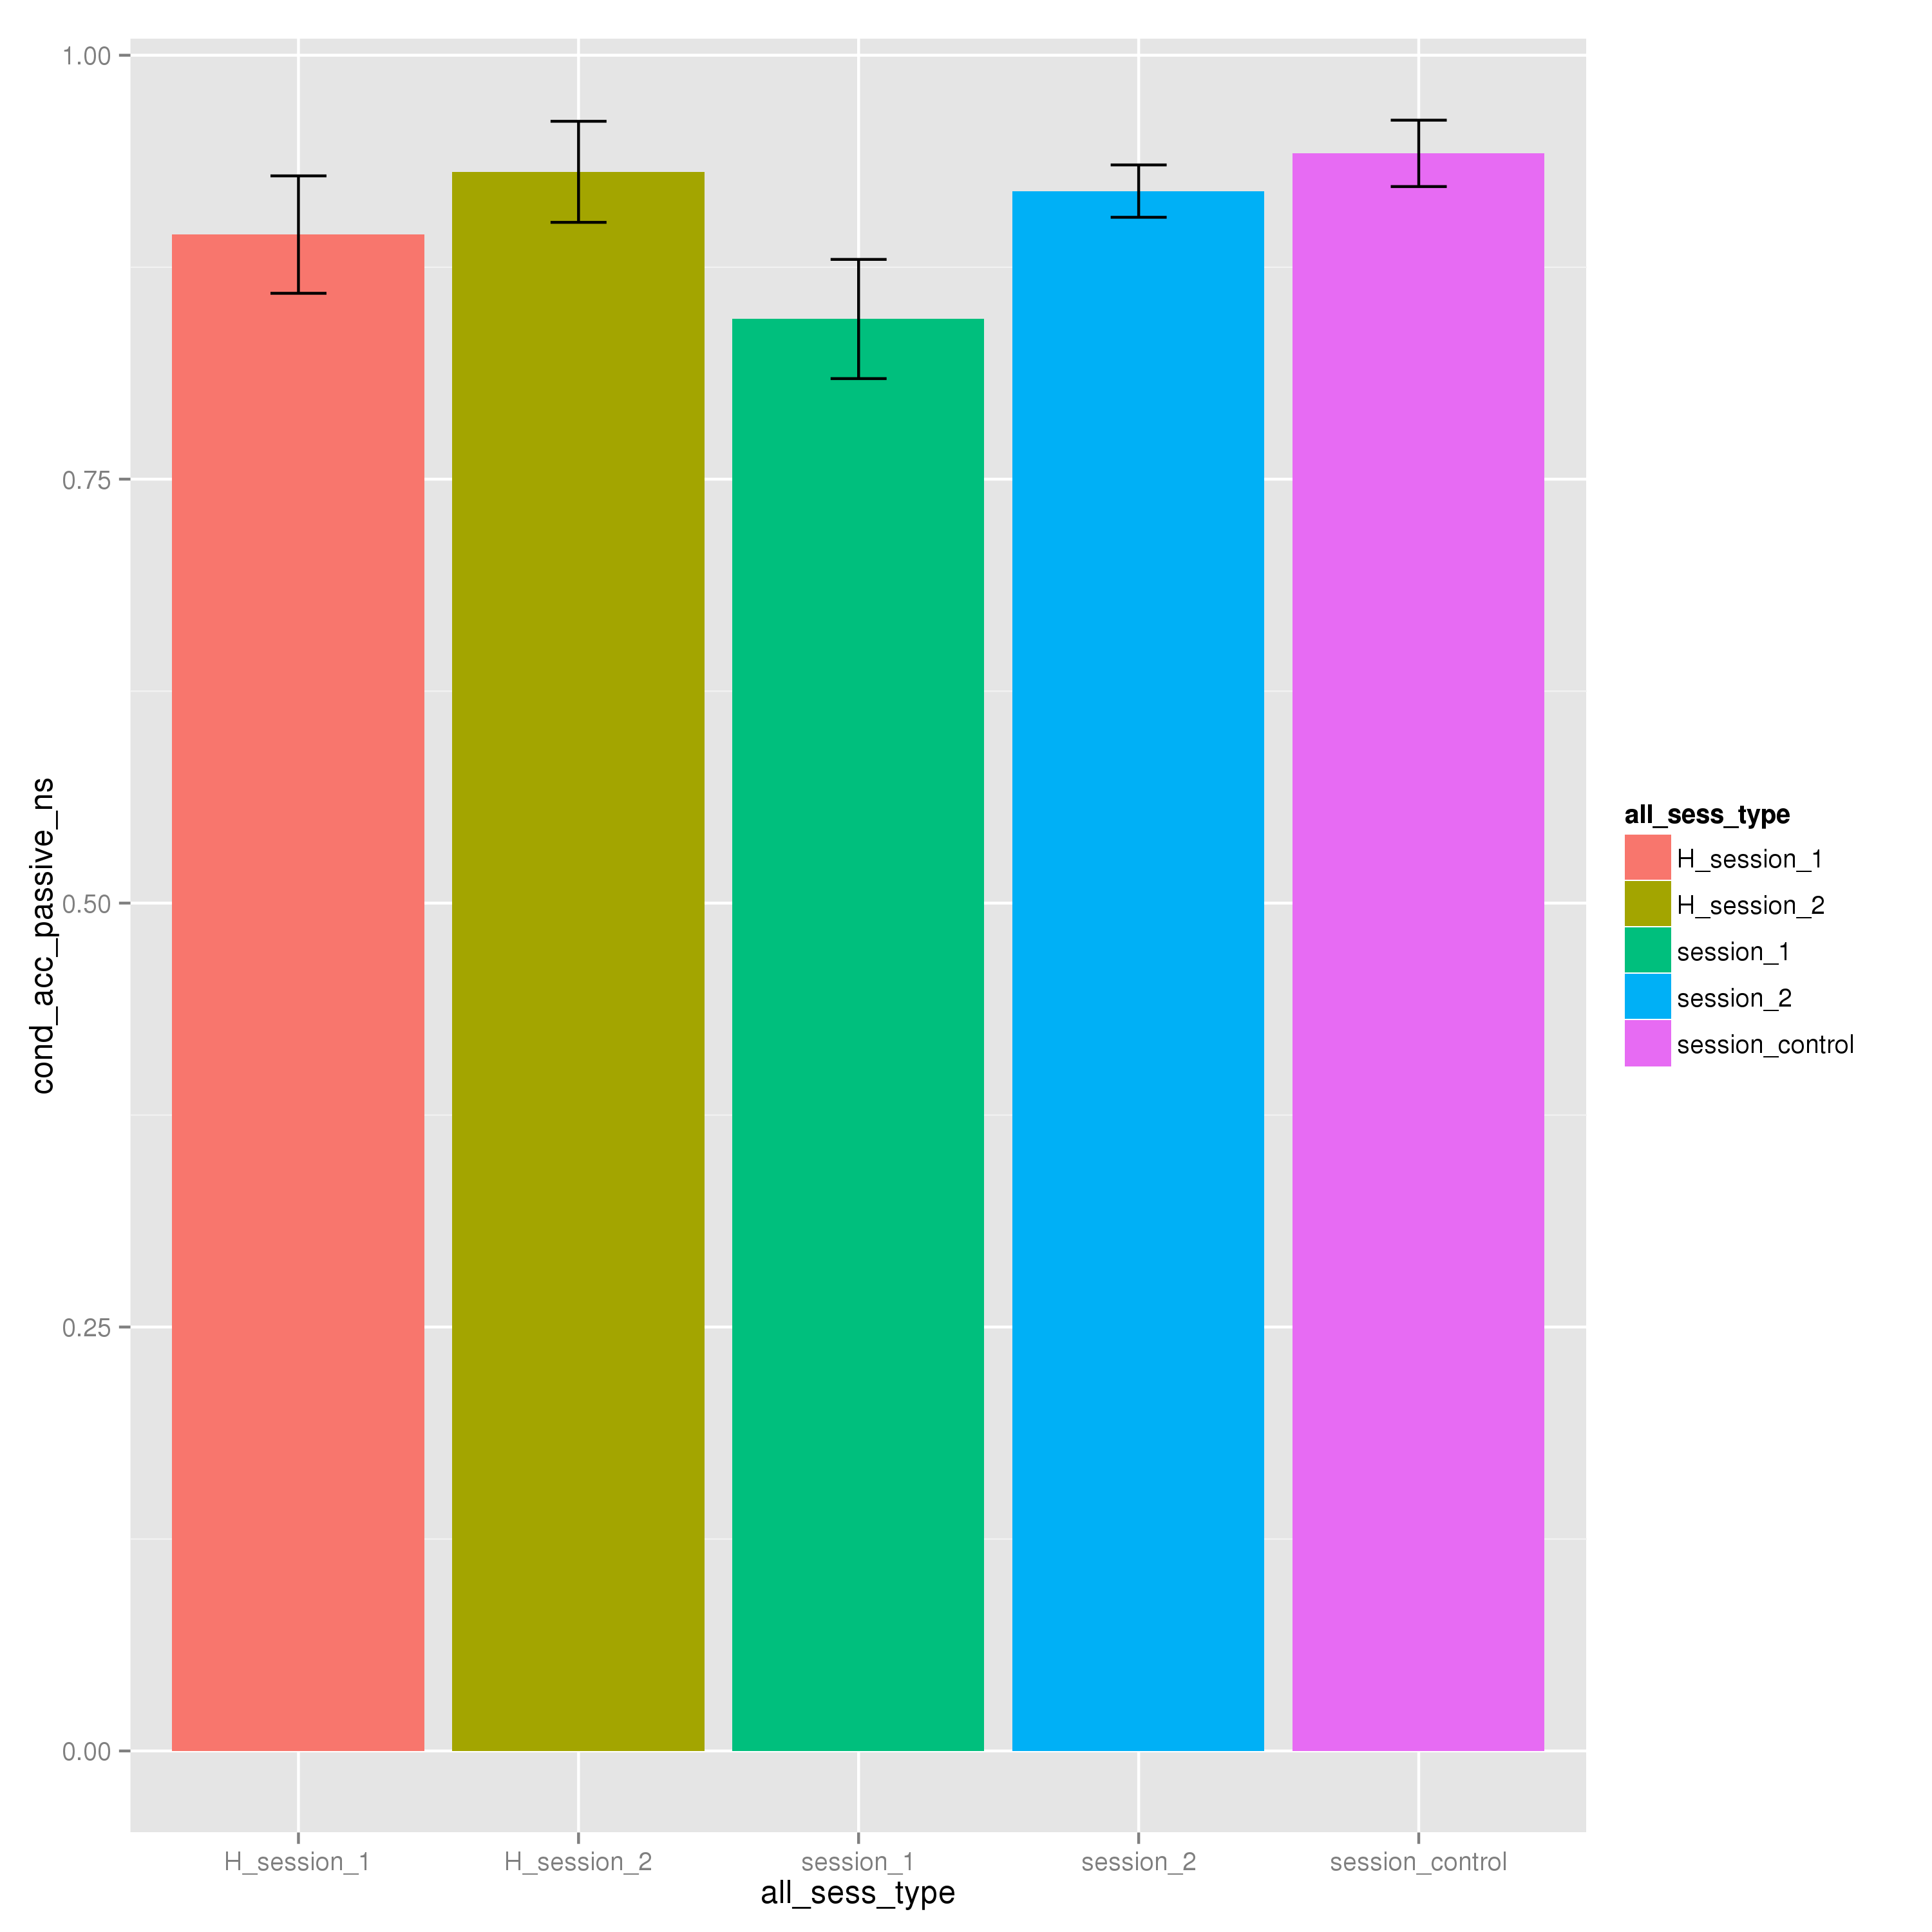 cond_acc_passive_ns
1.00
0.75
0.50
0.25
0.00
H_session_1 H_session_2 session_1 session_2 session_control
all_sess_type
all_sess_type
H_session_1
H_session_2
session_1
session_2
session_control